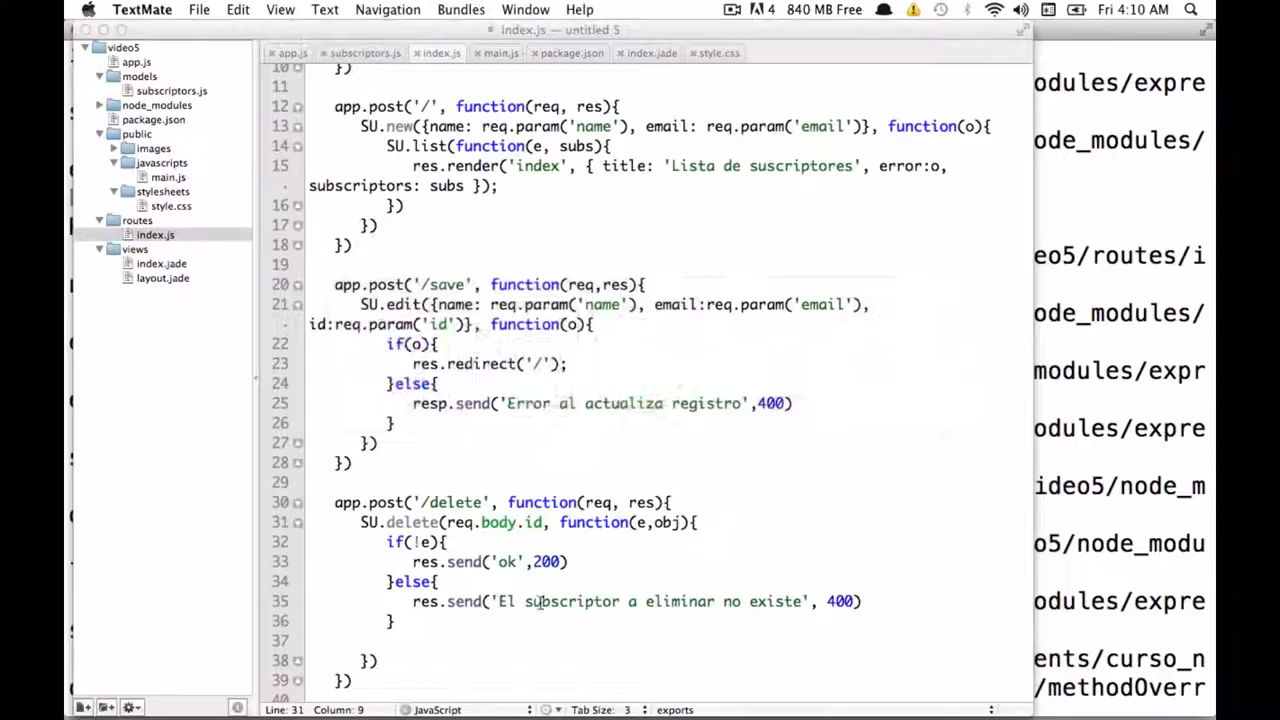 TextMate File Edit View Text Navigation Bundles Window Help 4 840 MB Free Fri 4:10 AM
index.js — untitled 5
app.js subscriptors.js index.js main.js package.json index.jade style.css
video5
app.js
models
subscriptors.js
node_modules
package.json
public
images
javascripts
main.js
stylesheets
style.css
routes
index.js
views
index.jade
layout.jade
10 })
11
12 app.post('/', function(req, res){
13 SU.new({name: req.param('name'), email: req.param('email')}, function(o){
14 SU.list(function(e, subs){
15 res.render('index', { title: 'Lista de suscriptores', error:o,
subscriptors: subs });
16 })
17 })
18 })
19
20 app.post('/save', function(req,res){
21 SU.edit({name: req.param('name'), email:req.param('email'),
id:req.param('id')}, function(o){
22 if(o){
23 res.redirect('/');
24 }else{
25 resp.send('Error al actualiza registro',400)
26 }
27 })
28 })
29
30 app.post('/delete', function(req, res){
31 SU.delete(req.body.id, function(e,obj){
32 if(!e){
33 res.send('ok',200)
34 }else{
35 res.send('El subscriptor a eliminar no existe', 400)
36 }
37
38 })
39 })
40
Line: 31 Column: 9 JavaScript Tab Size: 3 exports
modules/expre
node_modules/
eo5/routes/i
node_modules/
modules/expr
odules/expre
ideo5/node_m
o5/node_modu
odules/expre
ents/curso_n
/methodOverr